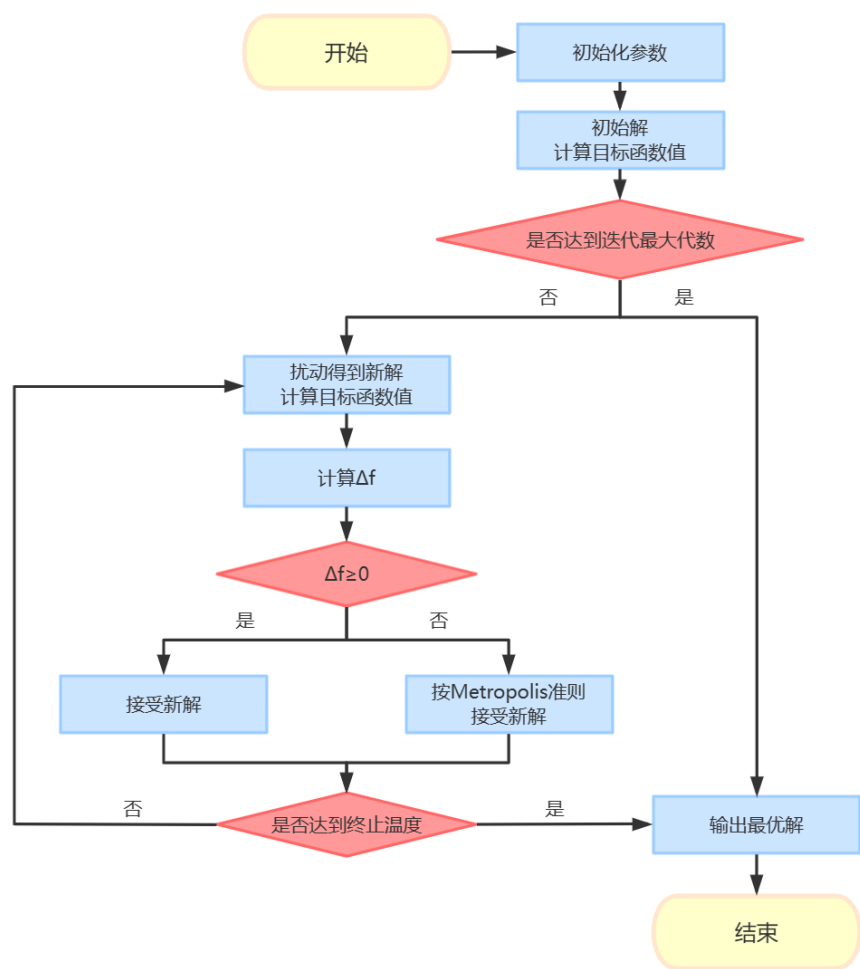 开始
初始化参数
初始解
计算目标函数值
是否达到迭代最大代数
否
是
扰动得到新解
计算目标函数值
计算Δf
Δf≥0
是
否
接受新解
按Metropolis准则
接受新解
否
是否达到终止温度
是
输出最优解
结束